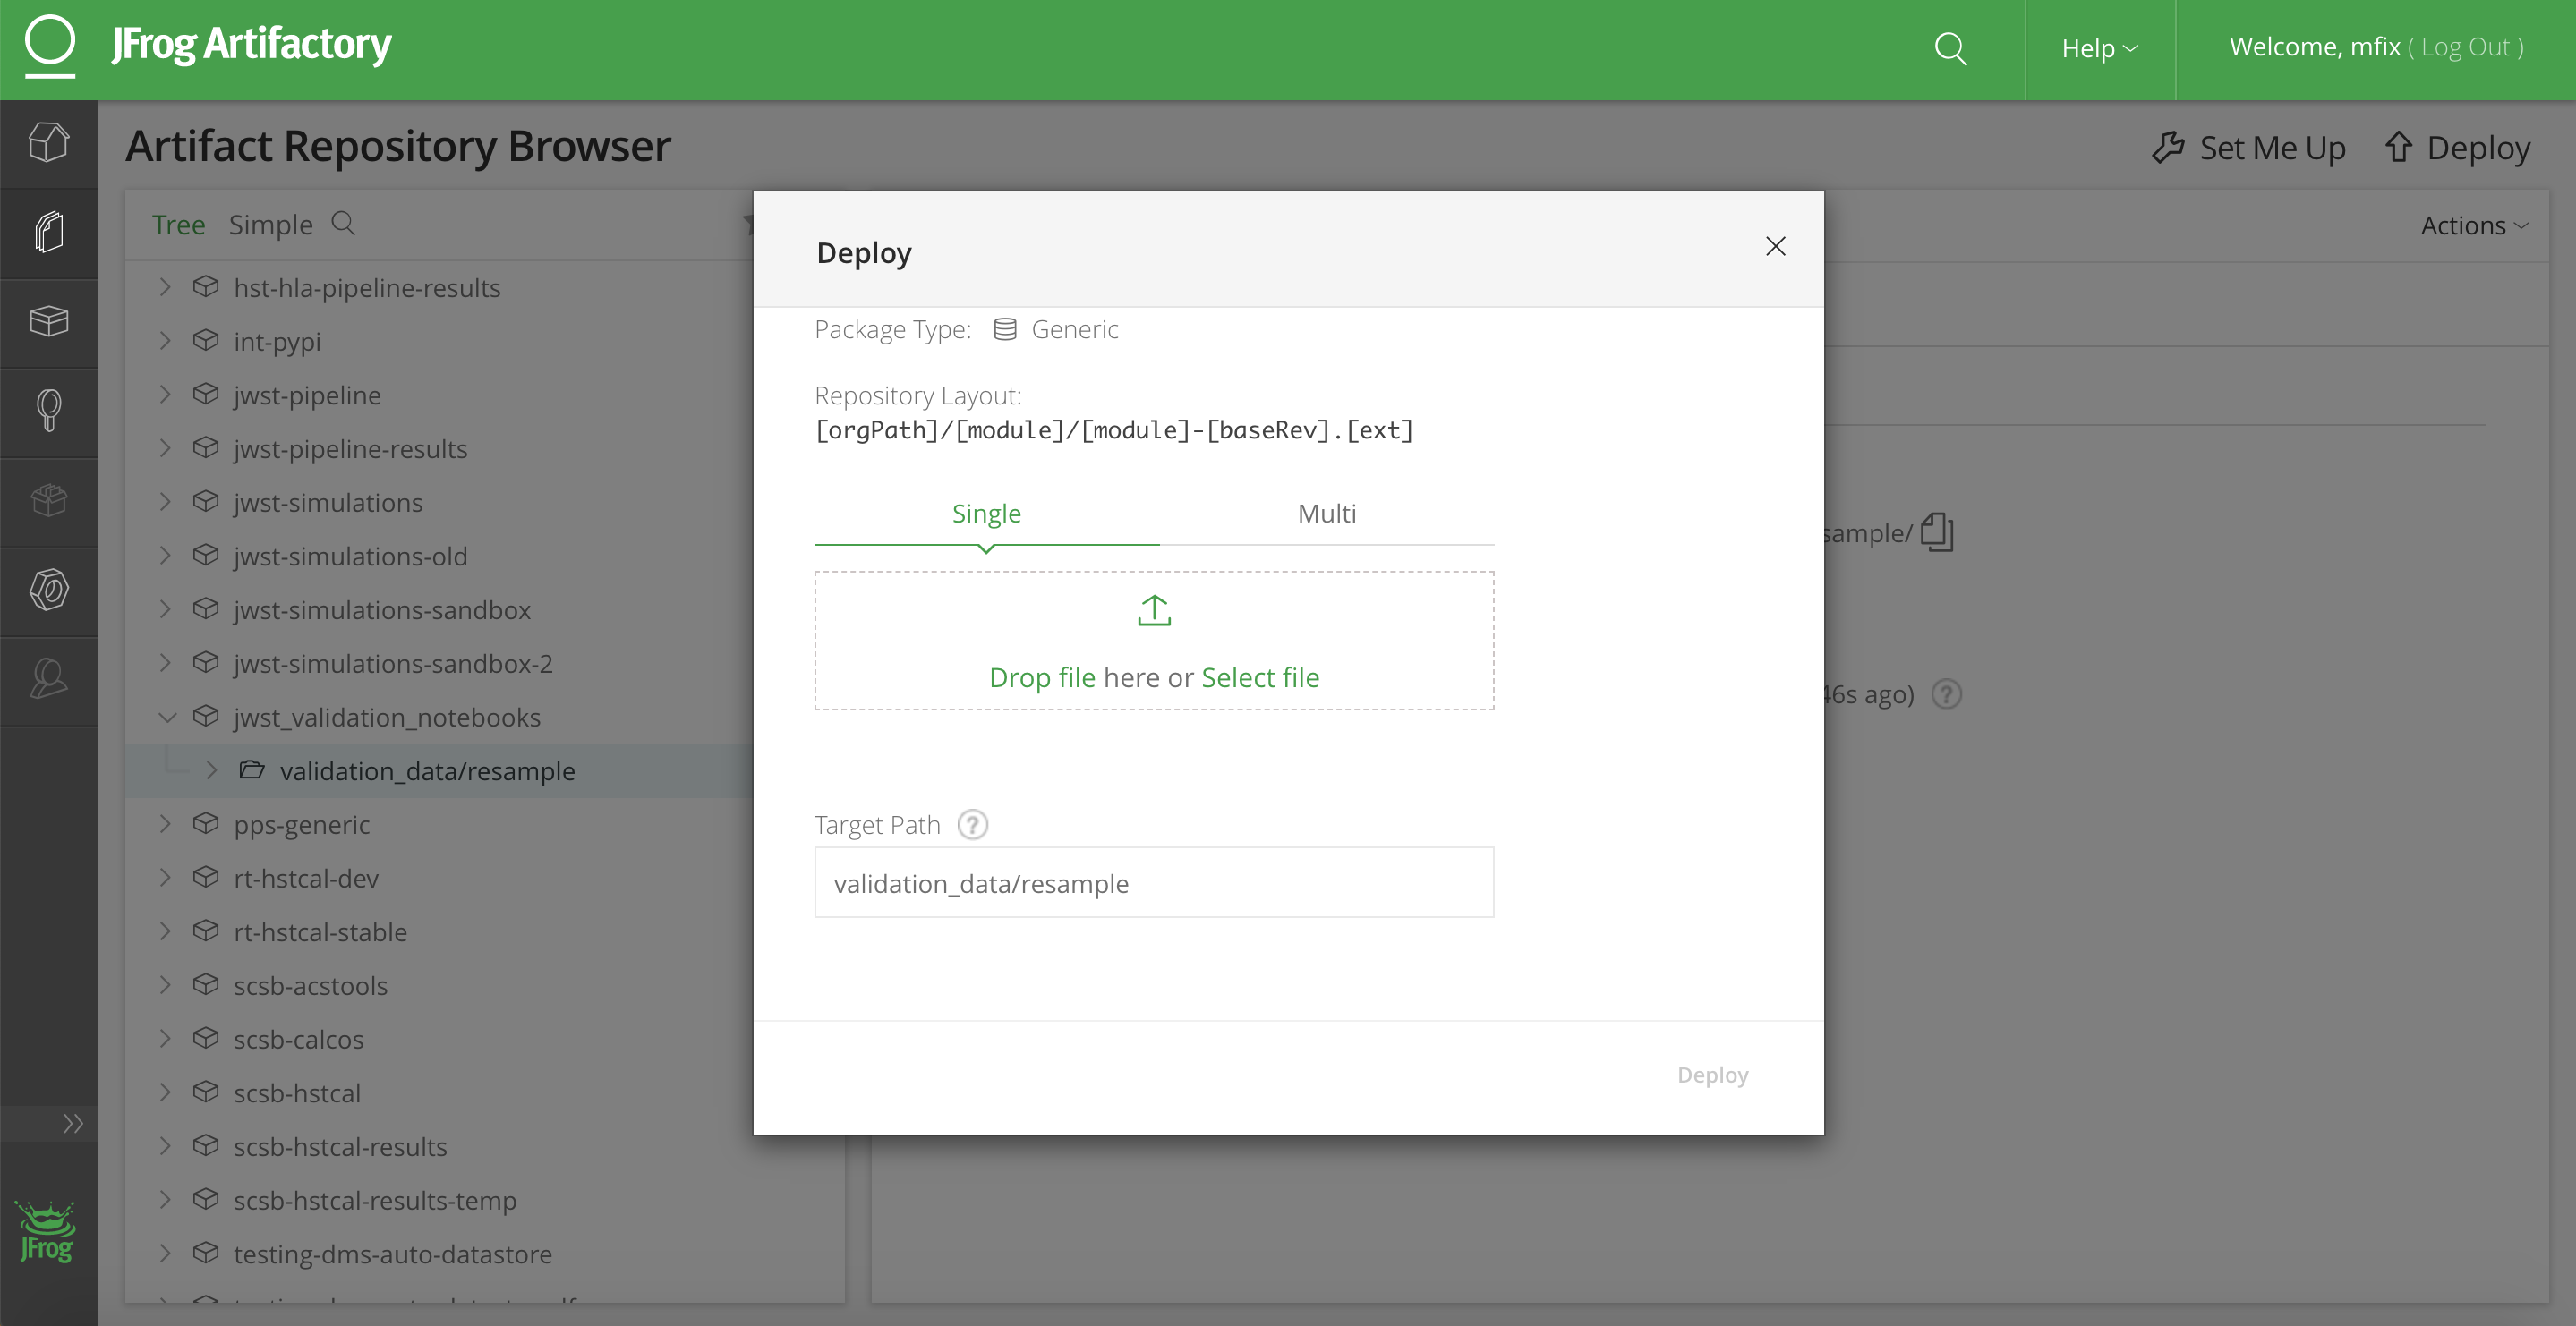 JFrog Artifactory
Help
Welcome, mfix ( Log Out )
Artifact Repository Browser
Set Me Up
Deploy
Tree
Simple
hst-hla-pipeline-results
int-pypi
jwst-pipeline
jwst-pipeline-results
jwst-simulations
jwst-simulations-old
jwst-simulations-sandbox
jwst-simulations-sandbox-2
jwst_validation_notebooks
validation_data/resample
pps-generic
rt-hstcal-dev
rt-hstcal-stable
scsb-acstools
scsb-calcos
scsb-hstcal
scsb-hstcal-results
scsb-hstcal-results-temp
testing-dms-auto-datastore
JFrog
Deploy
Package Type: Generic
Repository Layout:
[orgPath]/[module]/[module]-[baseRev].[ext]
Single
Multi
Drop file here or Select file
Target Path ?
validation_data/resample
Deploy
Actions
sample/
46s ago) ?